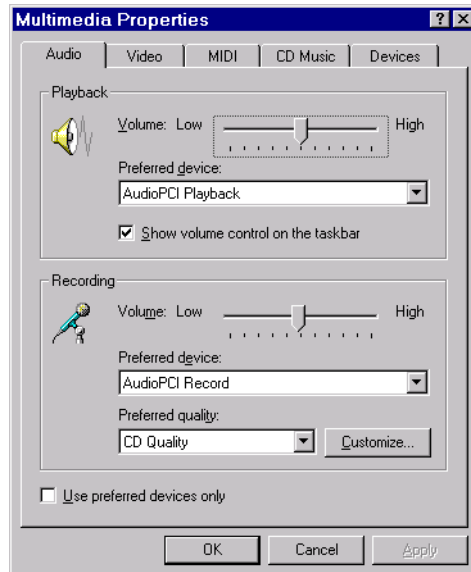 Multimedia Properties
Audio Video MIDI CD Music Devices
Playback
Volume: Low High
Preferred device:
AudioPCI Playback
Show volume control on the taskbar
Recording
Volume: Low High
Preferred device:
AudioPCI Record
Preferred quality:
CD Quality Customize...
Use preferred devices only
OK Cancel Apply